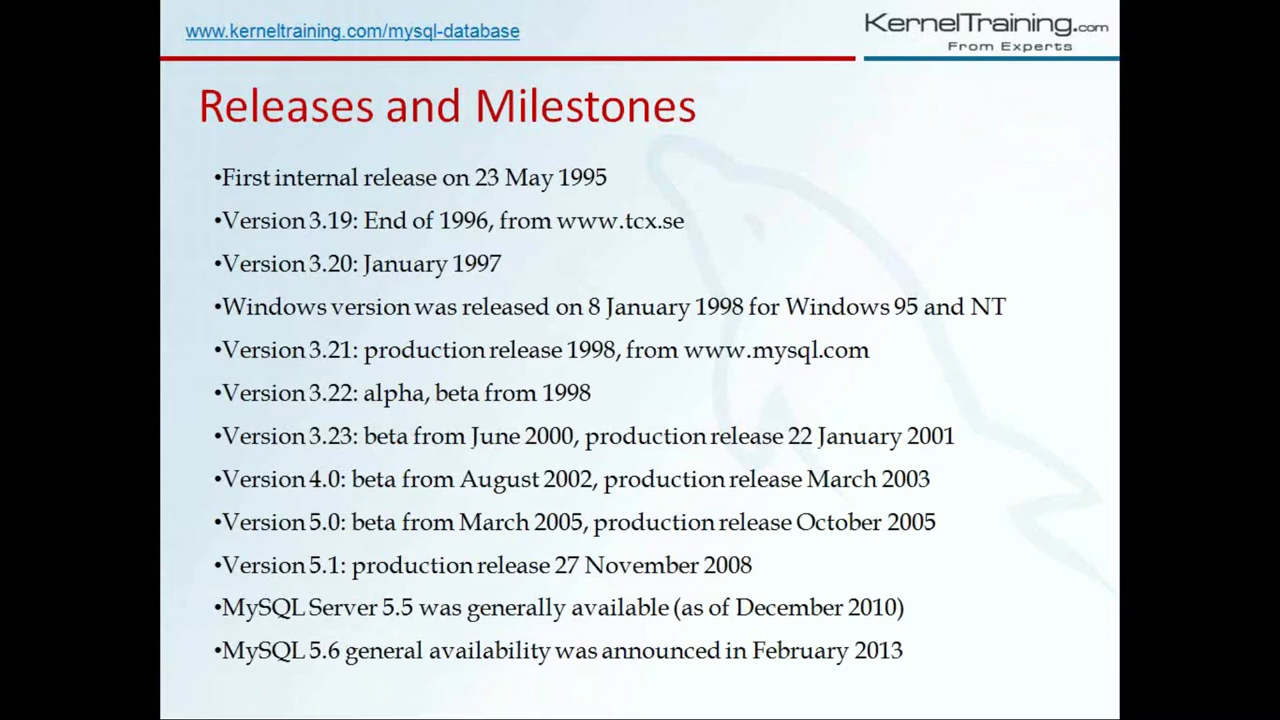 www.kerneltraining.com/mysql-database
KernelTraining.com
From Experts
Releases and Milestones
•First internal release on 23 May 1995
•Version 3.19: End of 1996, from www.tcx.se
•Version 3.20: January 1997
•Windows version was released on 8 January 1998 for Windows 95 and NT
•Version 3.21: production release 1998, from www.mysql.com
•Version 3.22: alpha, beta from 1998
•Version 3.23: beta from June 2000, production release 22 January 2001
•Version 4.0: beta from August 2002, production release March 2003
•Version 5.0: beta from March 2005, production release October 2005
•Version 5.1: production release 27 November 2008
•MySQL Server 5.5 was generally available (as of December 2010)
•MySQL 5.6 general availability was announced in February 2013